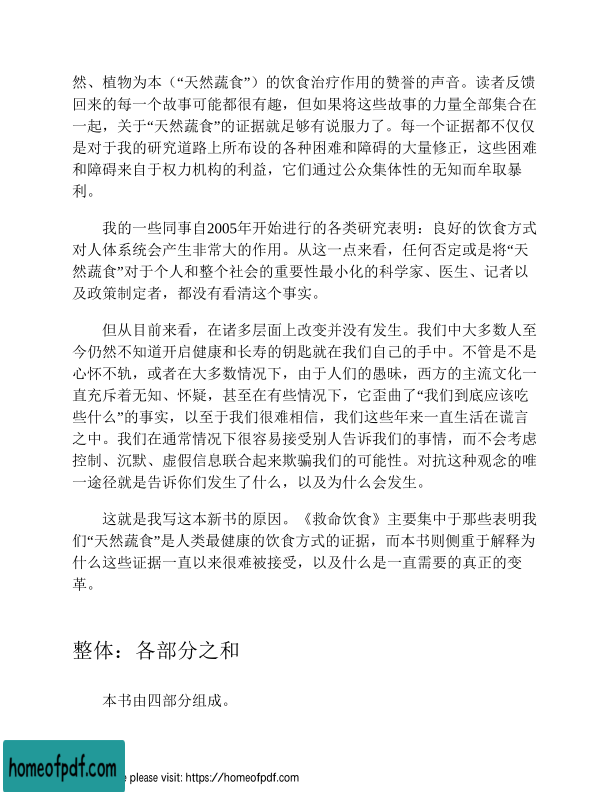 然、植物为本（“天然蔬食”）的饮食治疗作用的赞誉的声音。读者反馈
回来的每一个故事可能都很有趣，但如果将这些故事的力量全部集合在
一起，关于“天然蔬食”的证据就足够有说服力了。每一个证据都不仅仅
是对于我的研究道路上所布设的各种困难和障碍的大量修正，这些困难
和障碍来自于权力机构的利益，它们通过公众集体性的无知而牟取暴
利。
我的一些同事自2005年开始进行的各类研究表明：良好的饮食方式
对人体系统会产生非常大的作用。从这一点来看，任何否定或是将“天
然蔬食”对于个人和整个社会的重要性最小化的科学家、医生、记者以
及政策制定者，都没有看清这个事实。
但从目前来看，在诸多层面上改变并没有发生。我们中大多数人至
今仍然不知道开启健康和长寿的钥匙就在我们自己的手中。不管是不是
心怀不轨，或者在大多数情况下，由于人们的愚昧，西方的主流文化一
直充斥着无知、怀疑，甚至在有些情况下，它歪曲了“我们到底应该吃
些什么”的事实，以至于我们很难相信，我们这些年来一直生活在谎言
之中。我们在通常情况下很容易接受别人告诉我们的事情，而不会考虑
控制、沉默、虚假信息联合起来欺骗我们的可能性。对抗这种观念的唯
一途径就是告诉你们发生了什么，以及为什么会发生。
这就是我写这本新书的原因。《救命饮食》主要集中于那些表明我
们“天然蔬食”是人类最健康的饮食方式的证据，而本书则侧重于解释为
什么这些证据一直以来很难被接受，以及什么是一直需要的真正的变
革。
整体：各部分之和
本书由四部分组成。
homeofpdf.com
e please visit: https://homeofpdf.com